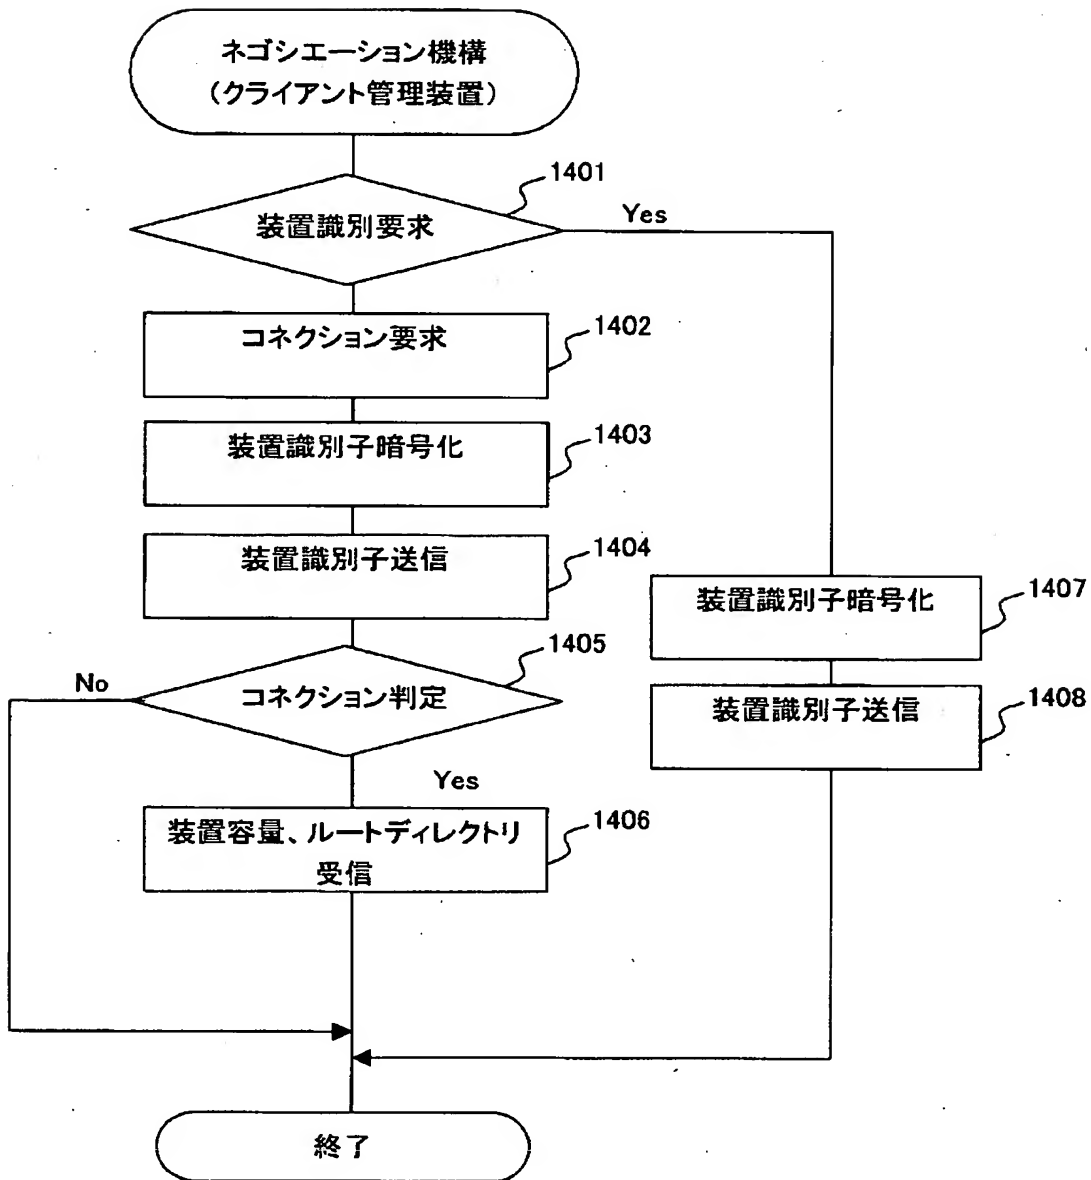 ネゴシエーション機構
(クライアント管理装置)
1401
装置識別要求
Yes
コネクション要求
1402
装置識別子暗号化
1403
装置識別子送信
1404
装置識別子暗号化
1407
コネクション判定
1405
No
装置識別子送信
1408
Yes
装置容量、ルートディレクトリ
受信
1406
終了